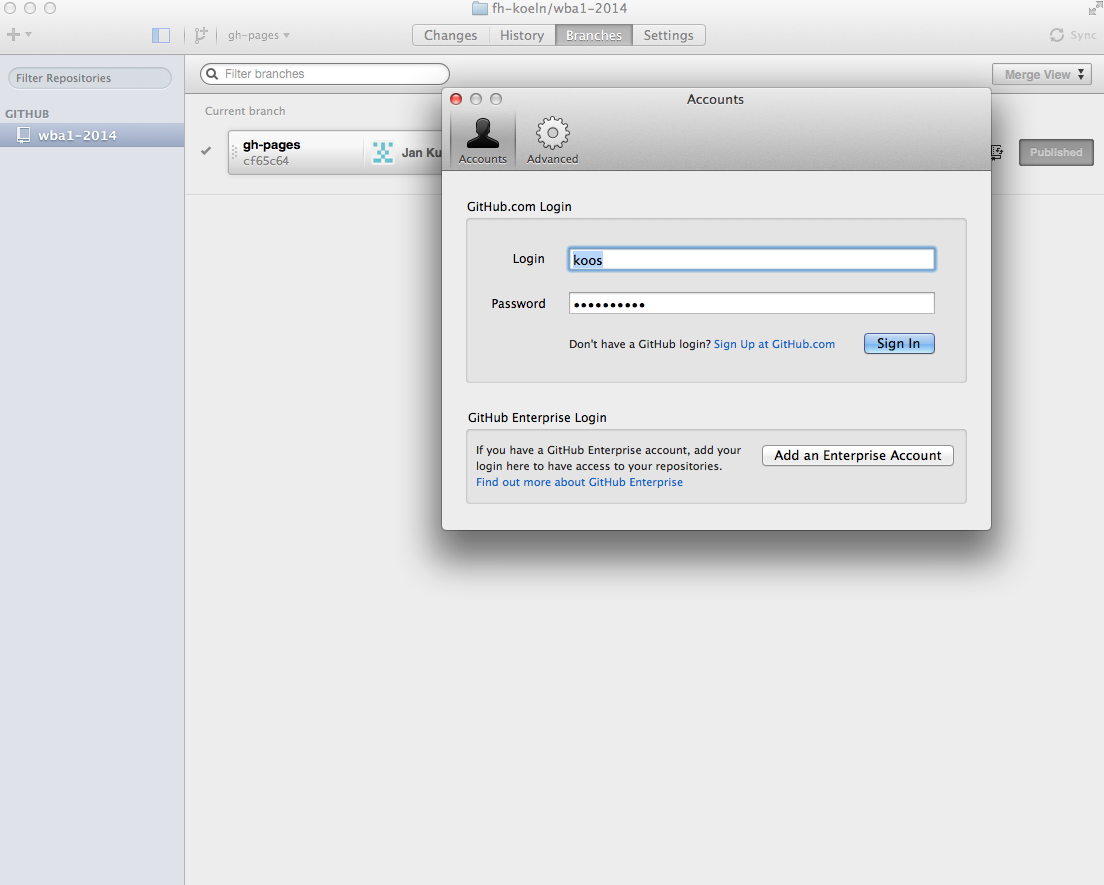 fh-koeln/wba1-2014
gh-pages
Changes
History
Branches
Settings
Sync
Filter Repositories
Filter branches
Merge View
GITHUB
wba1-2014
Current branch
gh-pages
cf65c64
Jan Ku
Published
Accounts
Accounts
Advanced
GitHub.com Login
Login
koos
Password
••••••••••
Don't have a GitHub login? Sign Up at GitHub.com
Sign In
GitHub Enterprise Login
If you have a GitHub Enterprise account, add your
login here to have access to your repositories.
Find out more about GitHub Enterprise
Add an Enterprise Account